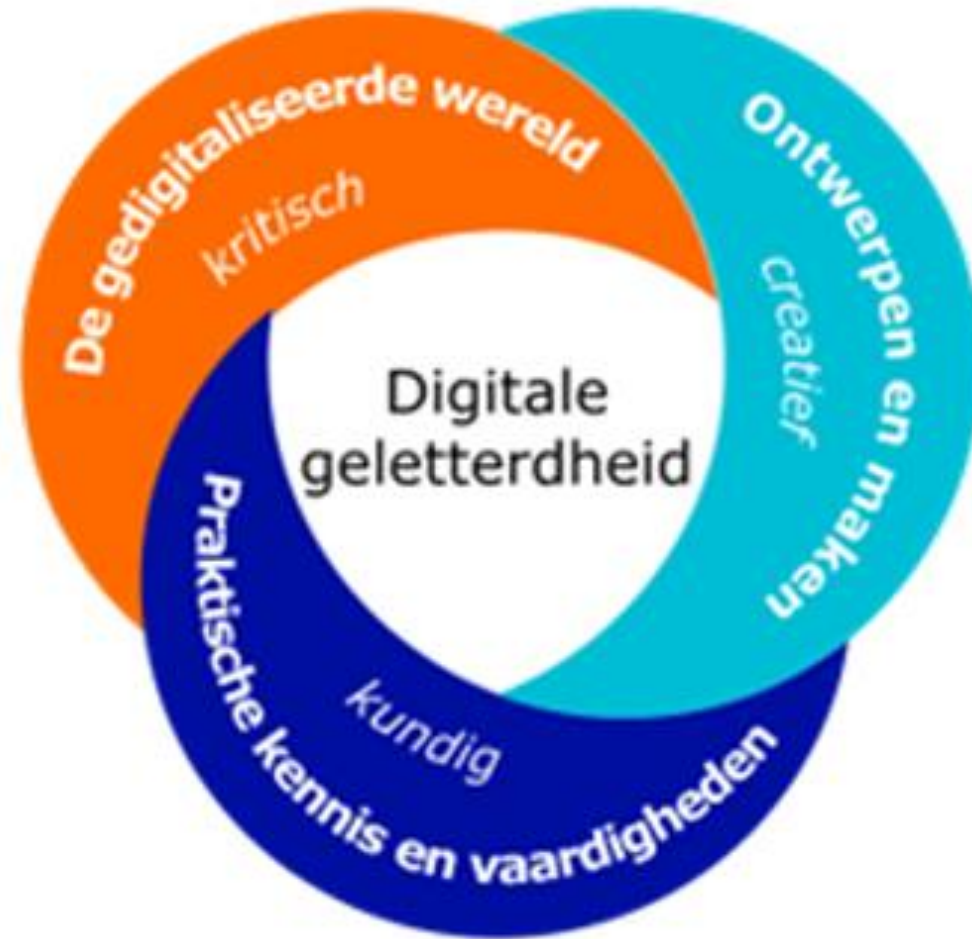 De gedigitaliseerde wereld
kritisch
Ontwerpen en maken
creatief
Digitale
geletterdheid
Praktische kennis en vaardigheden
kundig